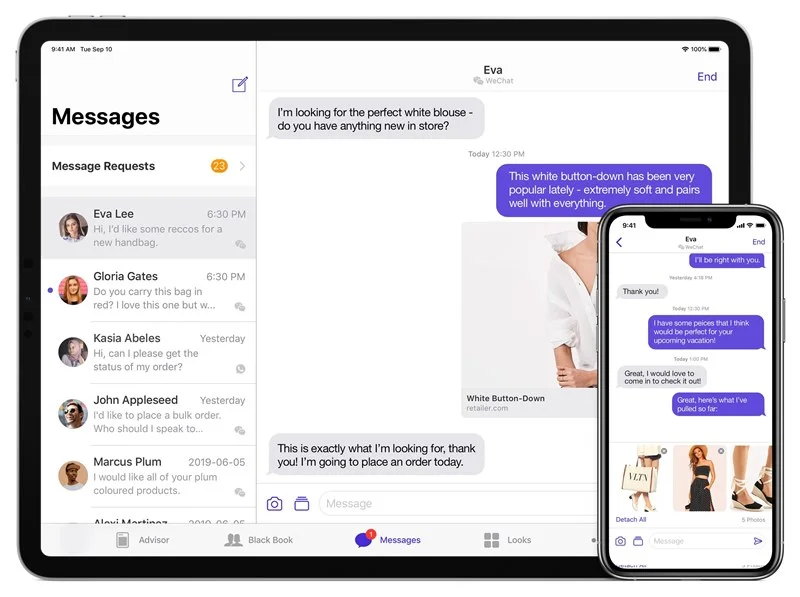 9:41 AM Tue Sep 10
100%
Messages
Message Requests
23
Eva Lee
6:30 PM
Hi, I'd like some reccos for a
new handbag.
Gloria Gates
6:30 PM
Do you carry this bag in
red? I love this one but w...
Kasia Abeles
Yesterday
Hi, can I please get the
status of my order?
John Appleseed
Yesterday
I'd like to place a bulk order.
Who should I speak to...
Marcus Plum
2019-06-05
I would like all of your plum
coloured products.
Alexi Martinez
2019-06-05
Eva
WeChat
End
I'm looking for the perfect white blouse -
do you have anything new in store?
Today 12:30 PM
This white button-down has been very
popular lately - extremely soft and pairs
well with everything.
White Button-Down
retailer.com
This is exactly what I'm looking for, thank
you! I'm going to place an order today.
Message
Advisor
Black Book
1
Messages
Looks
9:41
Eva
WeChat
End
I'll be right with you.
Yesterday 4:18 PM
Thank you!
Today 12:30 PM
I have some peices that I think
would be perfect for your
upcoming vacation!
Today 1:00 PM
Great, I would love to
come in to check it out!
Great, here's what I've
pulled so far:
VLTN
Detach All
5 Photos
Message